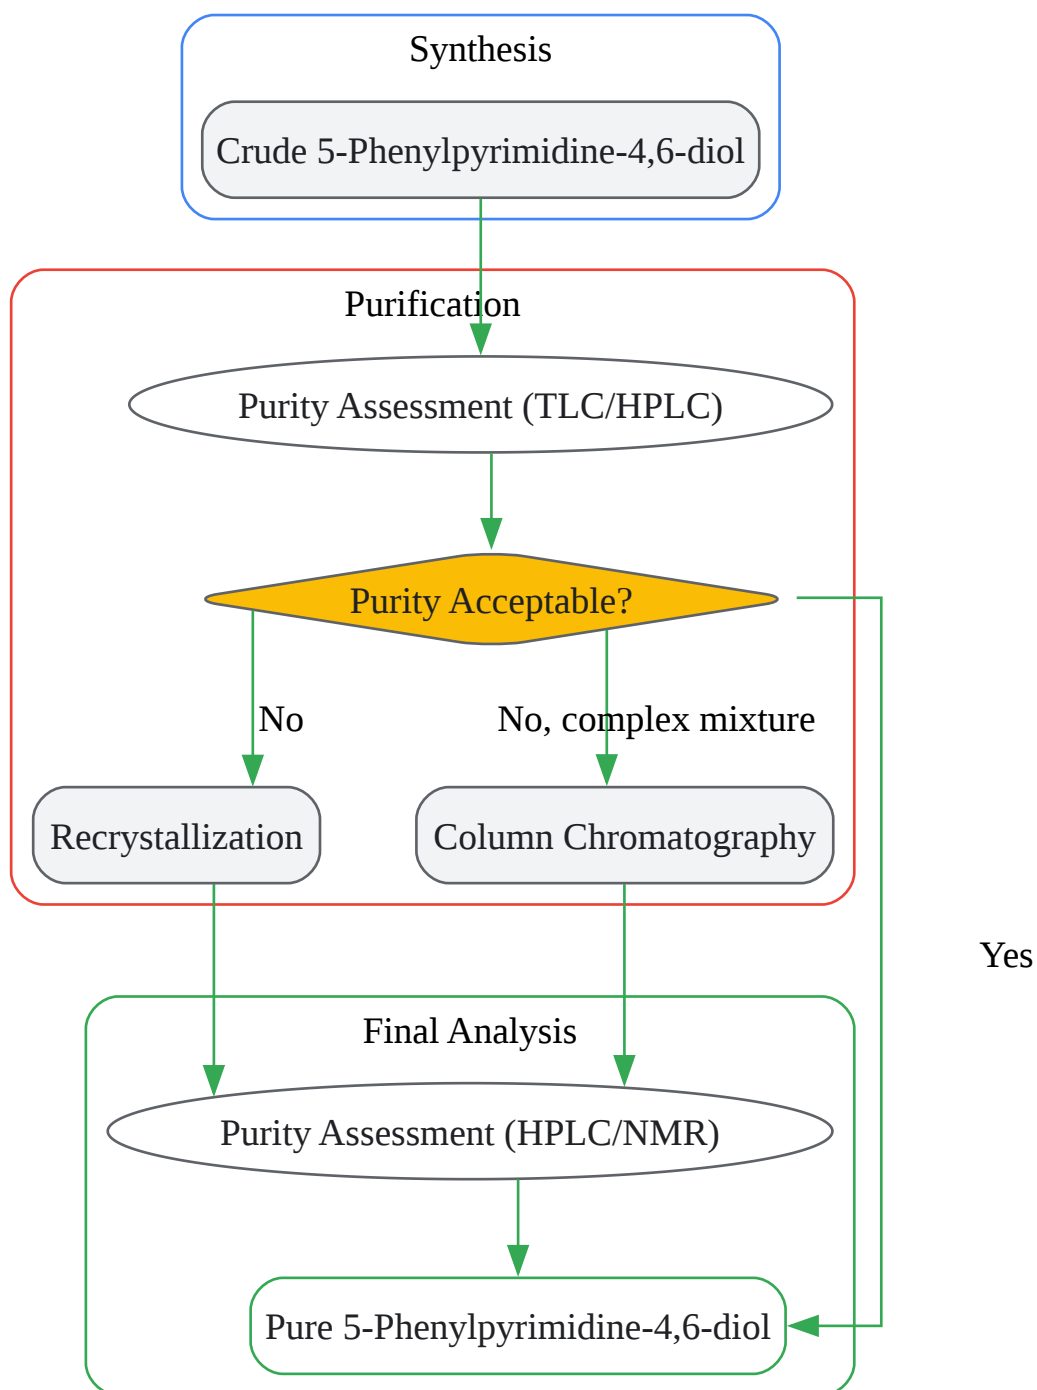 Synthesis
Crude 5-Phenylpyrimidine-4,6-diol
Purification
Purity Assessment (TLC/HPLC)
Purity Acceptable?
No
No, complex mixture
Recrystallization
Column Chromatography
Yes
Final Analysis
Purity Assessment (HPLC/NMR)
Pure 5-Phenylpyrimidine-4,6-diol